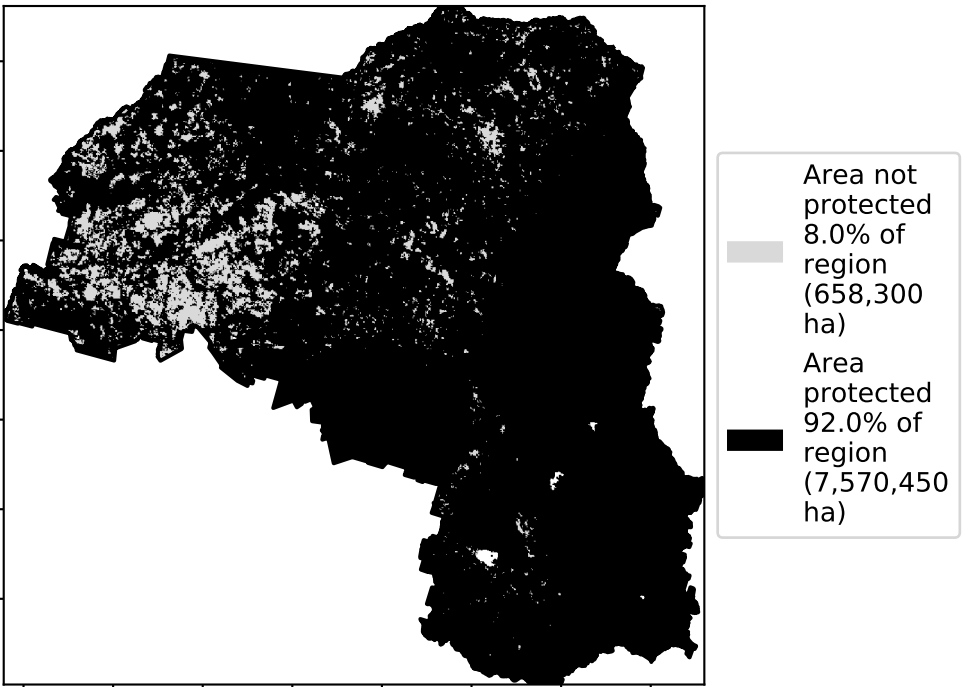 Area not
protected
8.0% of
region
(658,300
ha)
Area
protected
92.0% of
region
(7,570,450
ha)